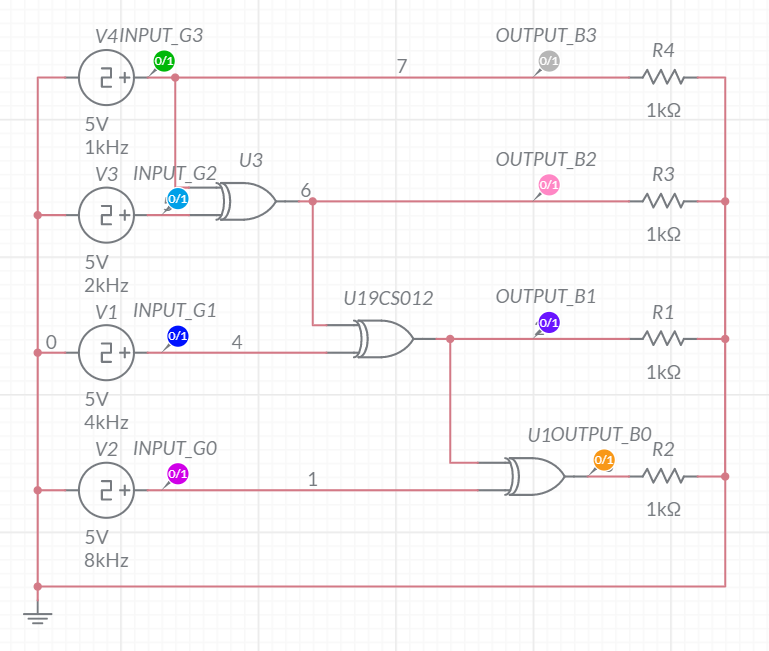 V4 INPUT_G3
0/1
5V
1kHz
7
OUTPUT_B3
0/1
R4
1kΩ
V3 INPUT_G2
0/1
5V
2kHz
U3
6
OUTPUT_B2
0/1
R3
1kΩ
V1 INPUT_G1
0/1
0
5V
4kHz
4
U19CS012
OUTPUT_B1
0/1
R1
1kΩ
V2 INPUT_G0
0/1
5V
8kHz
1
U1 OUTPUT_B0
0/1
R2
1kΩ